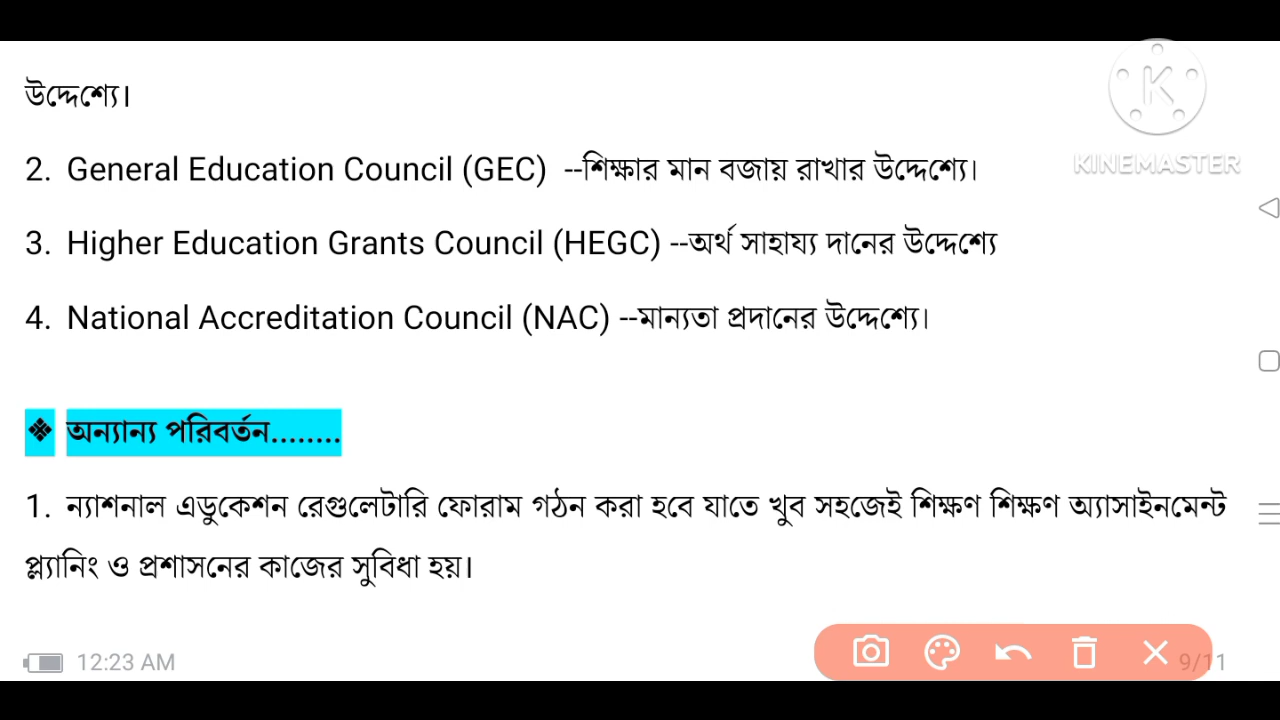 উদ্দেশ্যে।
K
KINEMASTER
2. General Education Council (GEC) --শিক্ষার মান বজায় রাখার উদ্দেশ্যে।
3. Higher Education Grants Council (HEGC) --অর্থ সাহায্য দানের উদ্দেশ্যে
4. National Accreditation Council (NAC) --মান্যতা প্রদানের উদ্দেশ্যে।
❖ অন্যান্য পরিবর্তন........
1. ন্যাশনাল এডুকেশন রেগুলেটারি ফোরাম গঠন করা হবে যাতে খুব সহজেই শিক্ষণ শিক্ষণ অ্যাসাইনমেন্ট
প্ল্যানিং ও প্রশাসনের কাজের সুবিধা হয়।
12:23 AM
9/11